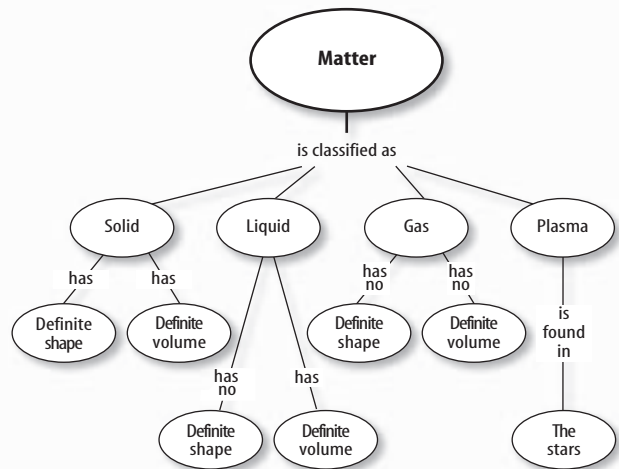 Matter
is classified as
Solid
Liquid
Gas
Plasma
has
has
has
no
has
no
is
found
in
Definite
shape
Definite
volume
Definite
shape
Definite
volume
has
no
has
Definite
shape
Definite
volume
The
stars